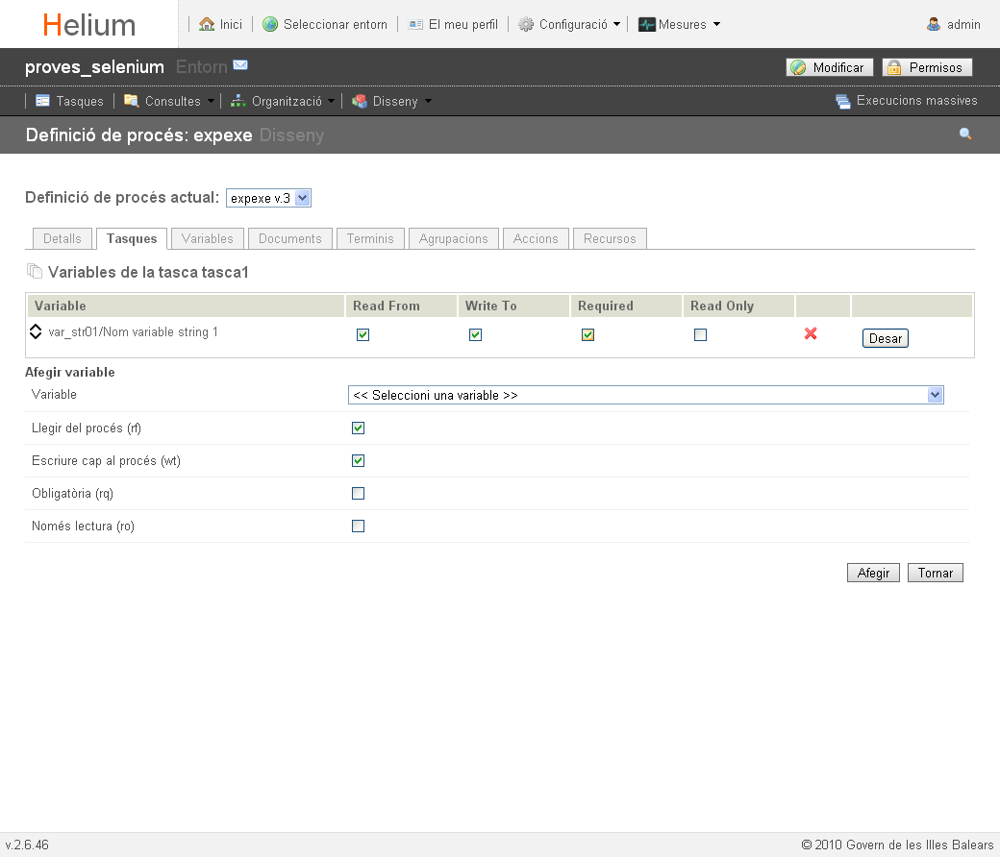 Helium
Inici
Seleccionar entorn
El meu perfil
Configuració
Mesures
admin
proves_selenium Entorn
Modificar
Permisos
Tasques
Consultes
Organització
Disseny
Execucions massives
Definició de procés: expexe Disseny
Definició de procés actual: expexe v.3
Detalls
Tasques
Variables
Documents
Terminis
Agrupacions
Accions
Recursos
Variables de la tasca tasca1
Variable Read From Write To Required Read Only
var_str01/Nom variable string 1
Desar
Afegir variable
Variable << Seleccioni una variable >>
Llegir del procés (rf)
Escriure cap al procés (wt)
Obligatòria (rq)
Només lectura (ro)
Afegir
Tornar
v.2.6.46
© 2010 Govern de les Illes Balears